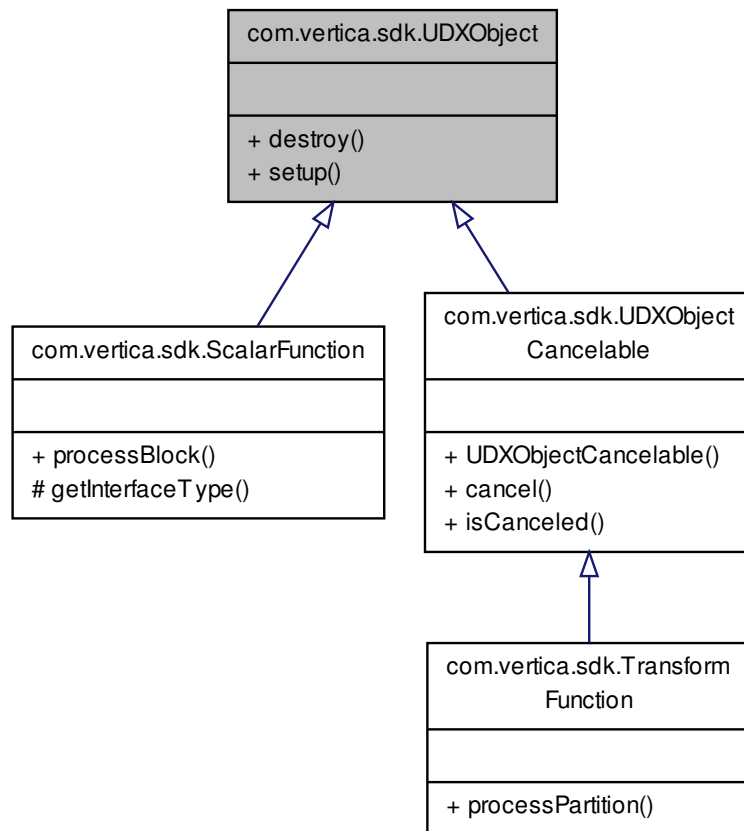 com.vertica.sdk.UDXObject
+ destroy()
+ setup()
com.vertica.sdk.ScalarFunction
+ processBlock()
# getInterfaceType()
com.vertica.sdk.UDXObject
Cancelable
+ UDXObjectCancelable()
+ cancel()
+ isCanceled()
com.vertica.sdk.Transform
Function
+ processPartition()